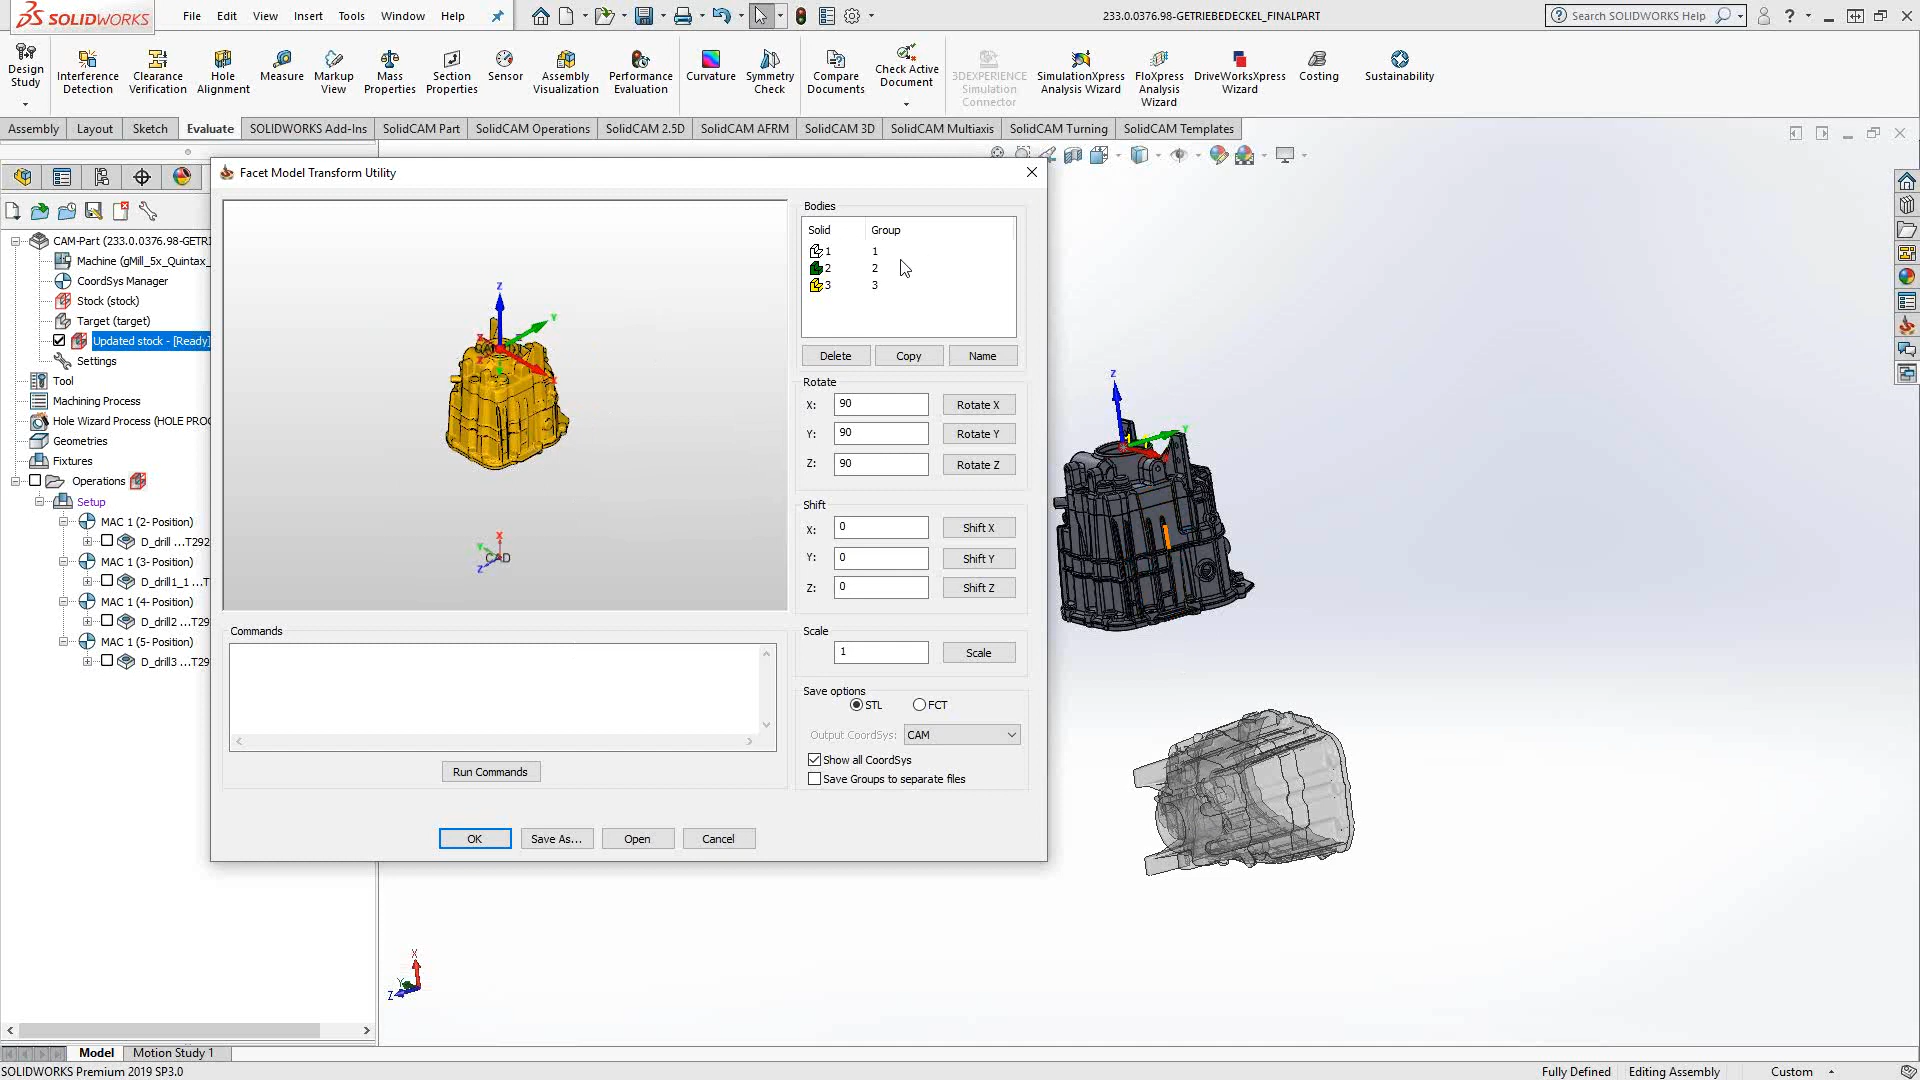 SOLIDWORKS
File Edit View Insert Tools Window Help
233.0.0376.98-GETRIEBEDECKEL_FINALPART
Search SOLIDWORKS Help
Design Study
Interference Detection
Clearance Verification
Hole Alignment
Measure
Markup View
Mass Properties
Section Properties
Sensor
Assembly Visualization
Performance Evaluation
Curvature
Symmetry Check
Compare Documents
Check Active Document
3DEXPERIENCE Simulation Connector
SimulationXpress Analysis Wizard
FloXpress Analysis Wizard
DriveWorksXpress Wizard
Costing
Sustainability
Assembly Layout Sketch Evaluate SOLIDWORKS Add-Ins SolidCAM Part SolidCAM Operations SolidCAM 2.5D SolidCAM AFRM SolidCAM 3D SolidCAM Multiaxis SolidCAM Turning SolidCAM Templates
CAM-Part (233.0.0376.98-GETRI
Machine (gMill_5x_Quintax_
CoordSys Manager
Stock (stock)
Target (target)
Updated stock - [Ready]
Settings
Tool
Machining Process
Hole Wizard Process (HOLE PROC
Geometries
Fixtures
Operations
Setup
MAC 1 (2- Position)
D_drill ...T292
MAC 1 (3- Position)
D_drill1_1 ...T
MAC 1 (4- Position)
D_drill2 ...T29
MAC 1 (5- Position)
D_drill3 ...T29
Facet Model Transform Utility
Z
Y
X
X
Y
Z
CAD
Bodies
Solid Group
1 1
2 2
3 3
Delete Copy Name
Rotate
X: 90 Rotate X
Y: 90 Rotate Y
Z: 90 Rotate Z
Shift
X: 0 Shift X
Y: 0 Shift Y
Z: 0 Shift Z
Scale
1 Scale
Save options
STL FCT
Output CoordSys: CAM
Show all CoordSys
Save Groups to separate files
Commands
Run Commands
OK Save As... Open Cancel
Z
Y
X
Y
Z
Model Motion Study 1
SOLIDWORKS Premium 2019 SP3.0
Fully Defined Editing Assembly Custom